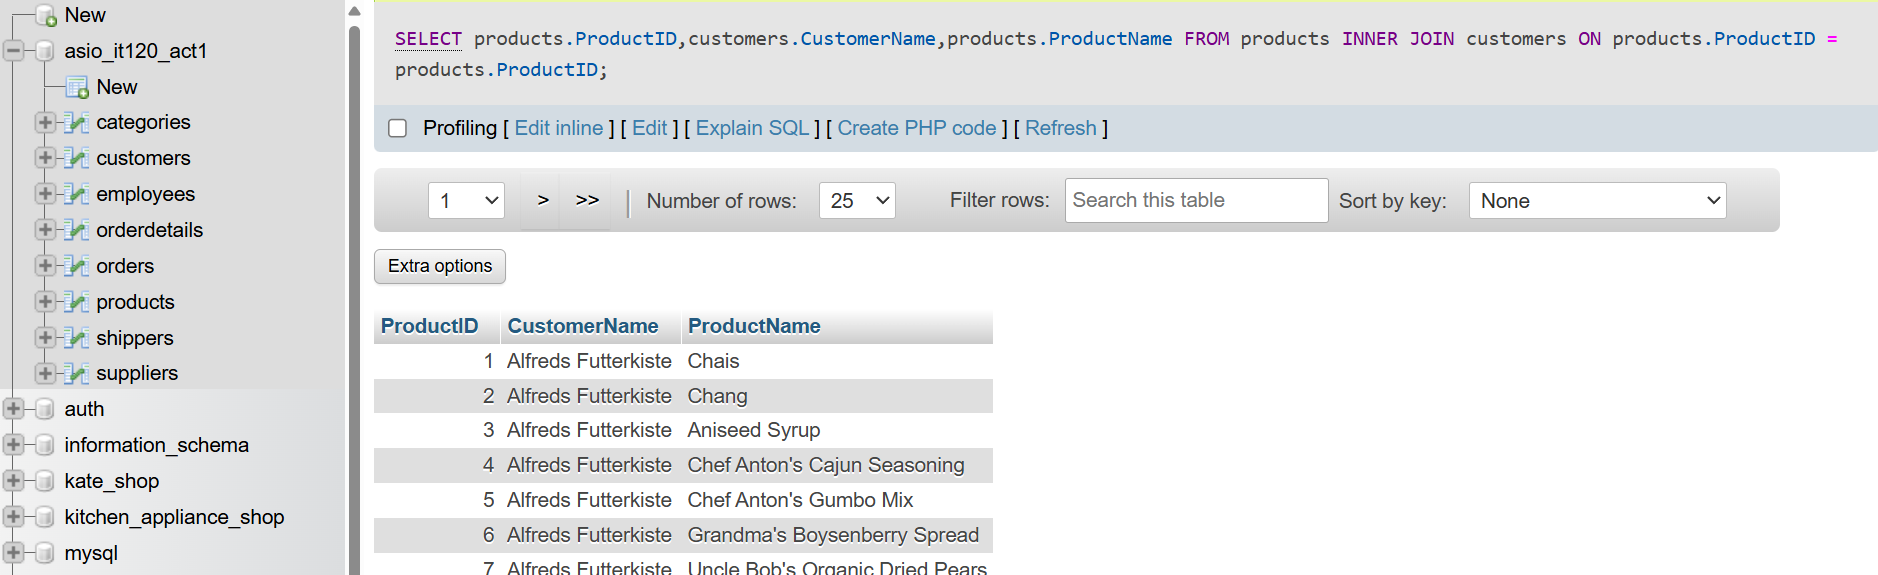 New
asio_it120_act1
New
categories
customers
employees
orderdetails
orders
products
shippers
suppliers
auth
information_schema
kate_shop
kitchen_appliance_shop
mysql
SELECT products.ProductID,customers.CustomerName,products.ProductName FROM products INNER JOIN customers ON products.ProductID =
products.ProductID;
Profiling [ Edit inline ] [ Edit ] [ Explain SQL ] [ Create PHP code ] [ Refresh ]
1 > >> | Number of rows: 25 Filter rows: Search this table Sort by key: None
Extra options
ProductID CustomerName ProductName
1 Alfreds Futterkiste Chais
2 Alfreds Futterkiste Chang
3 Alfreds Futterkiste Aniseed Syrup
4 Alfreds Futterkiste Chef Anton's Cajun Seasoning
5 Alfreds Futterkiste Chef Anton's Gumbo Mix
6 Alfreds Futterkiste Grandma's Boysenberry Spread
7 Alfreds Futterkiste Uncle Bob's Organic Dried Pears